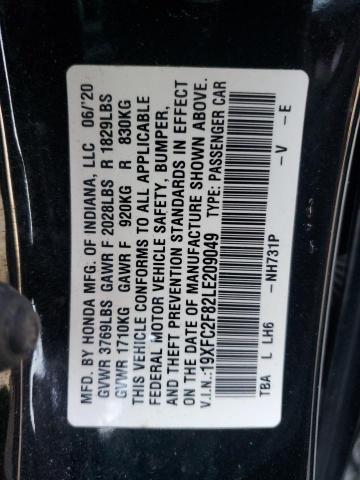 MFD. BY HONDA MFG. OF INDIANA, LLC 06/'20
GVWR 3769LBS GAWR F 2028LBS R 1829LBS
GVWR 1710KG GAWR F 920KG R 830KG
THIS VEHICLE CONFORMS TO ALL APPLICABLE
FEDERAL MOTOR VEHICLE SAFETY, BUMPER,
AND THEFT PREVENTION STANDARDS IN EFFECT
ON THE DATE OF MANUFACTURE SHOWN ABOVE.
V.I.N.:19XFC2F82LE209049 TYPE: PASSENGER CAR
-NH731P -V -E
TBA L LH6